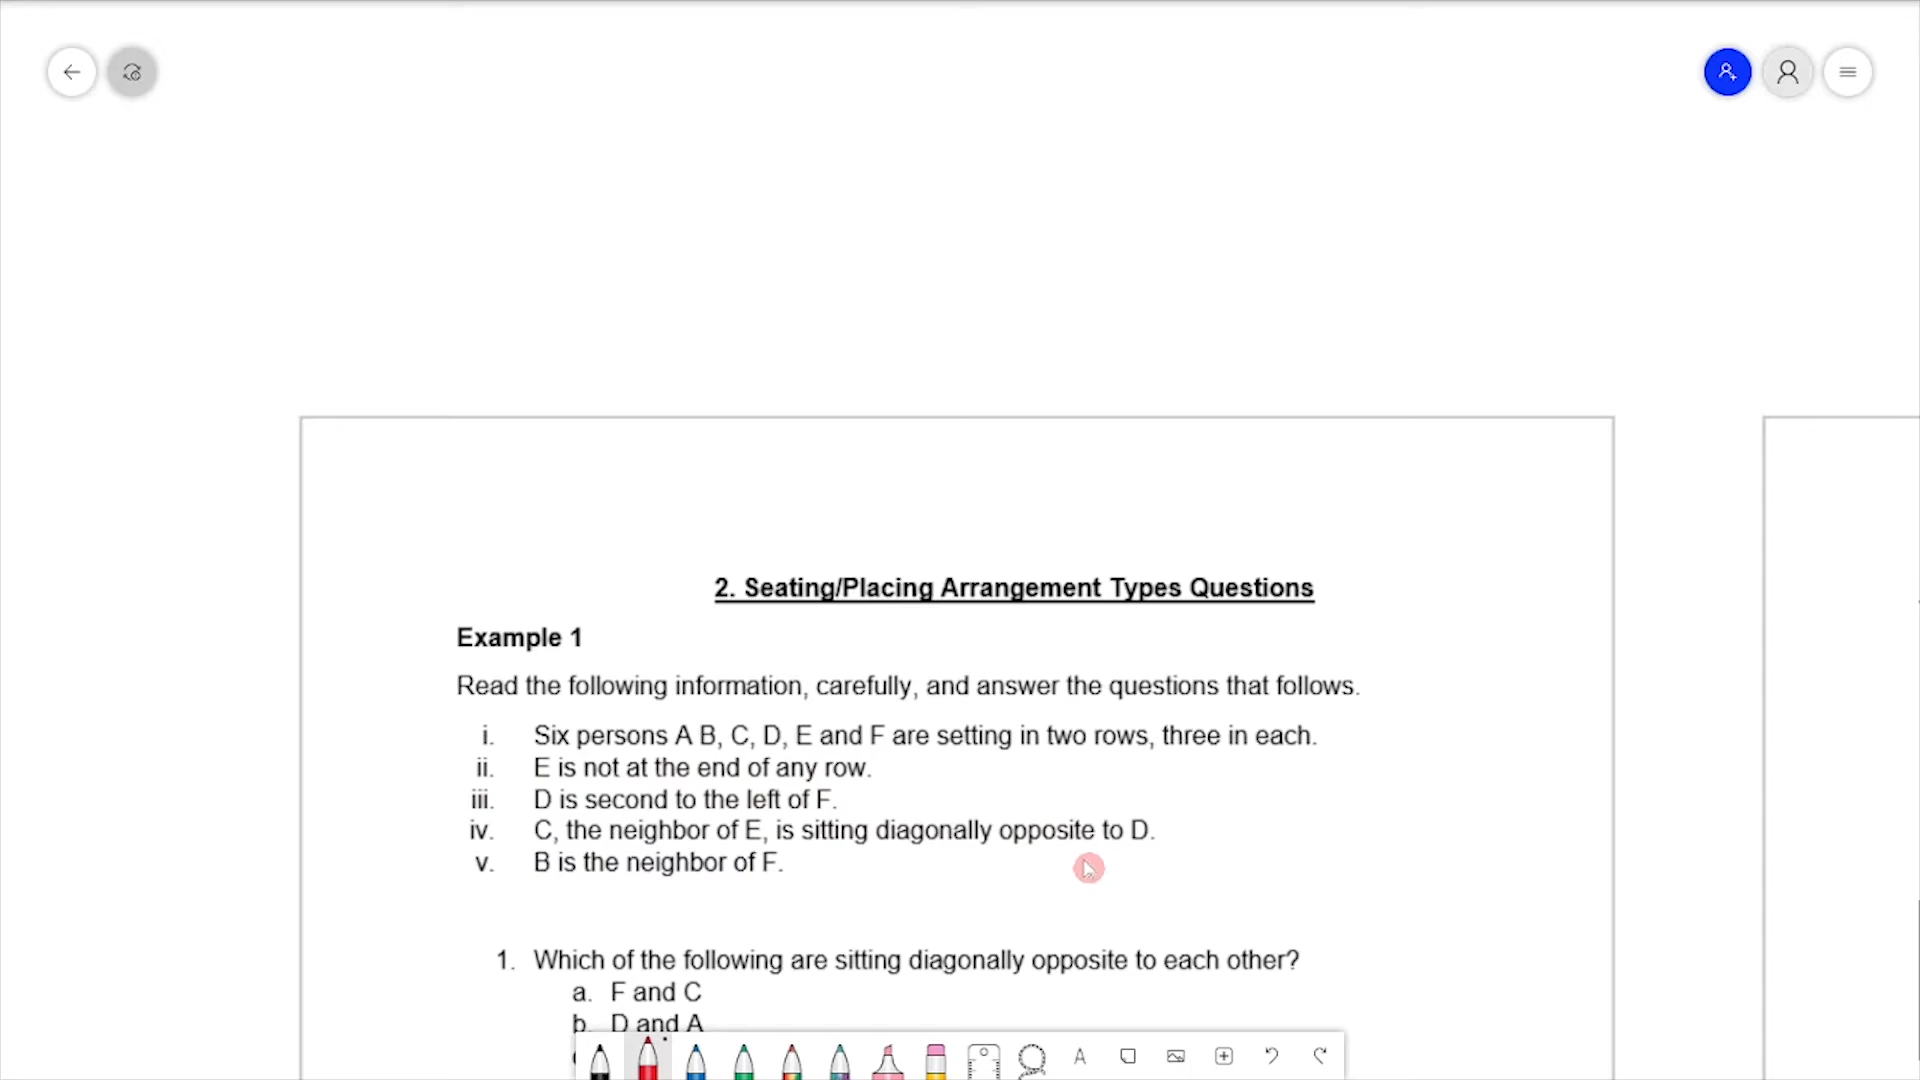 2. Seating/Placing Arrangement Types Questions
Example 1
Read the following information, carefully, and answer the questions that follows.
i. Six persons A B, C, D, E and F are setting in two rows, three in each.
ii. E is not at the end of any row.
iii. D is second to the left of F.
iv. C, the neighbor of E, is sitting diagonally opposite to D.
v. B is the neighbor of F.
1. Which of the following are sitting diagonally opposite to each other?
a. F and C
b. D and A
A